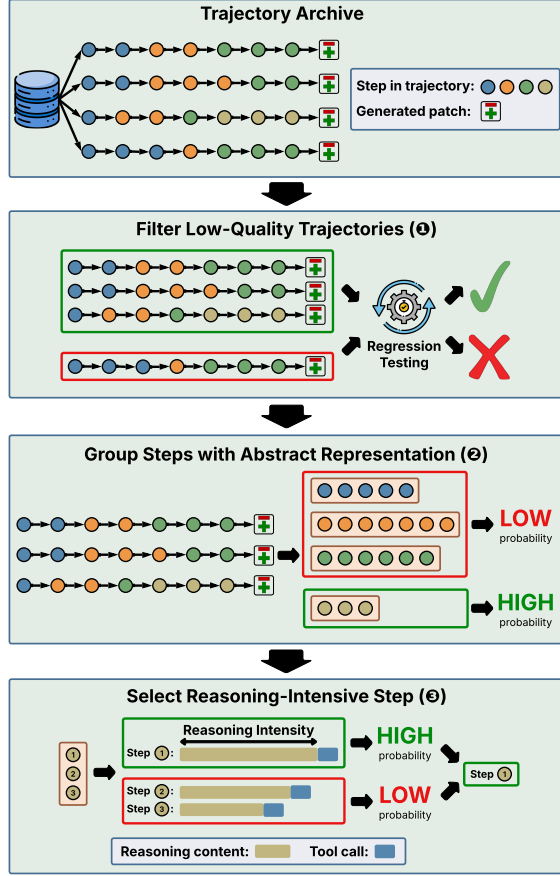 Trajectory Archive
Step in trajectory:
Generated patch:
Filter Low-Quality Trajectories (❶)
Regression
Testing
Group Steps with Abstract Representation (❷)
LOW
probability
HIGH
probability
Select Reasoning-Intensive Step (❸)
Reasoning Intensity
1
2
3
Step ①:
HIGH
probability
Step ②:
Step ③:
LOW
probability
Step ①
Reasoning content:
Tool call: